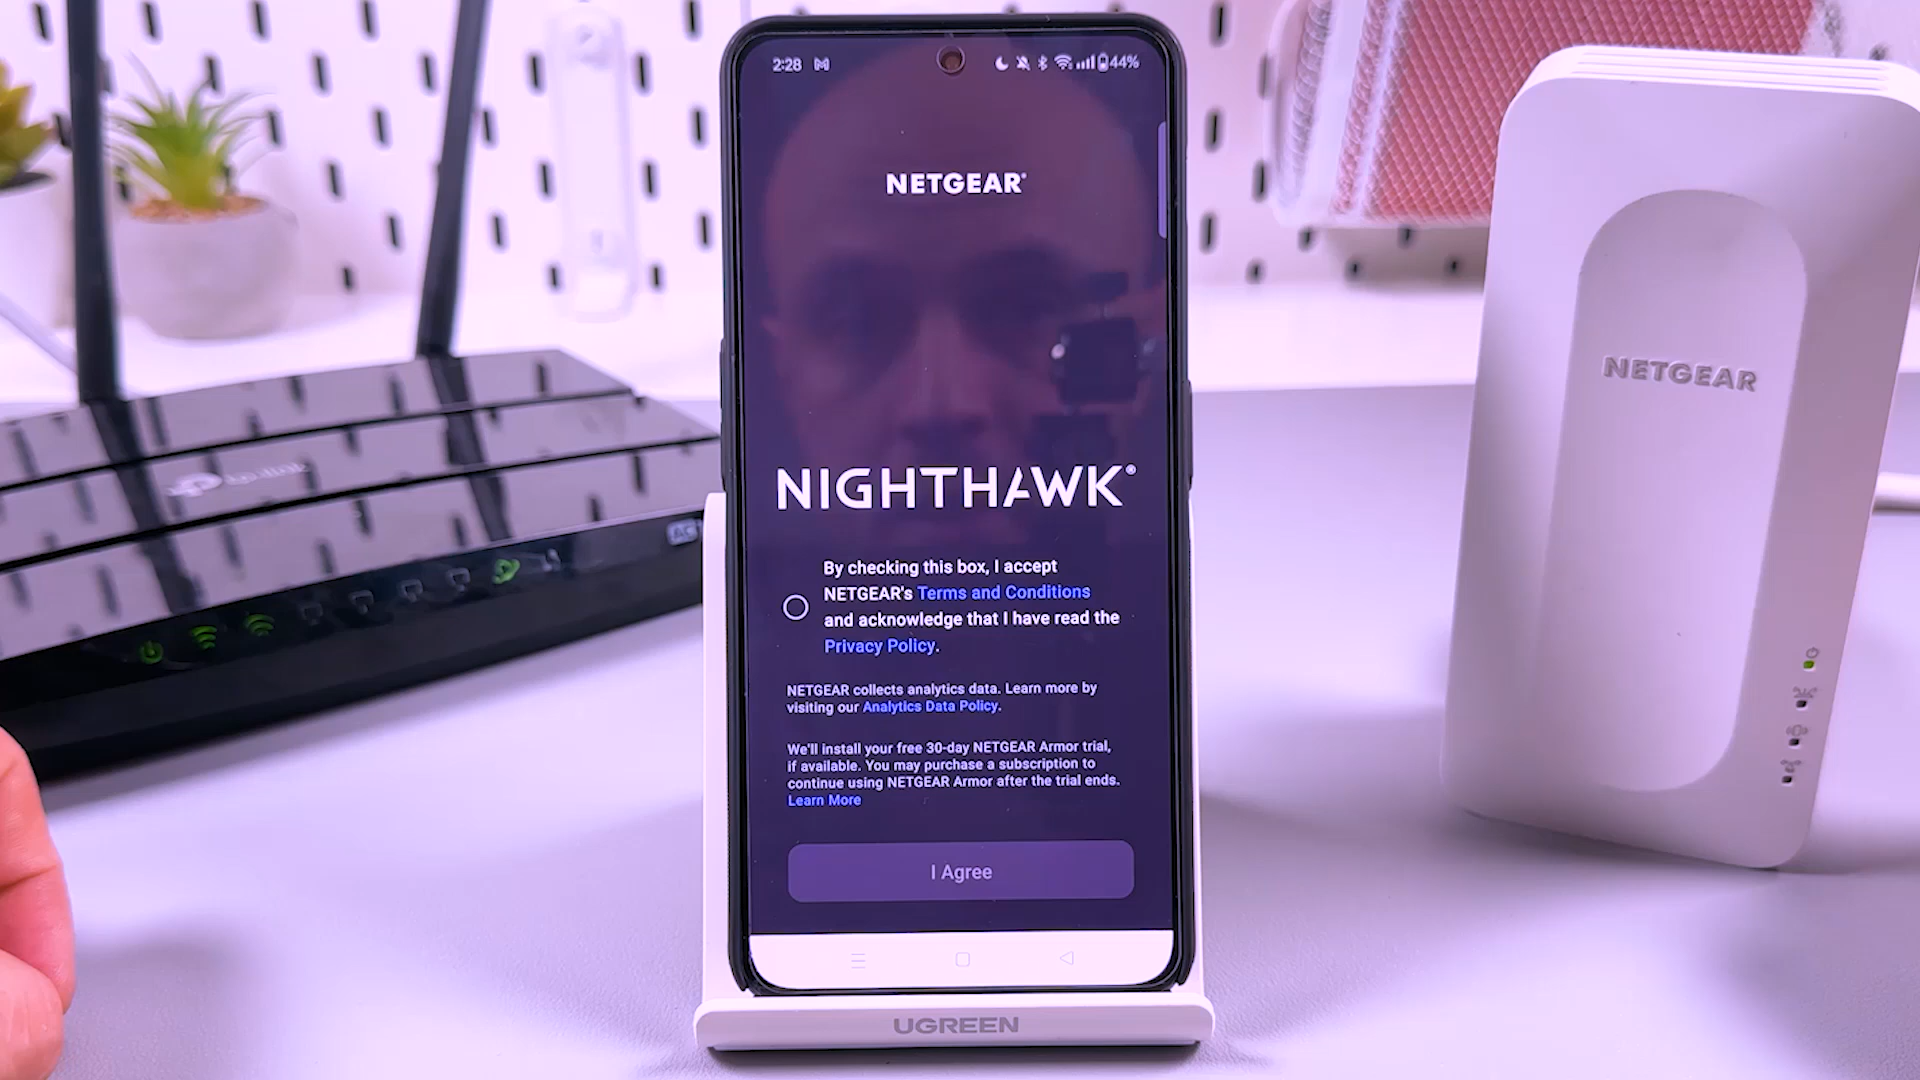 2:28
44%
NETGEAR®
NIGHTHAWK®
By checking this box, I accept
NETGEAR's Terms and Conditions
and acknowledge that I have read the
Privacy Policy.
NETGEAR collects analytics data. Learn more by
visiting our Analytics Data Policy.
We'll install your free 30-day NETGEAR Armor trial,
if available. You may purchase a subscription to
continue using NETGEAR Armor after the trial ends.
Learn More
I Agree
UGREEN
NETGEAR
tp-link
AC